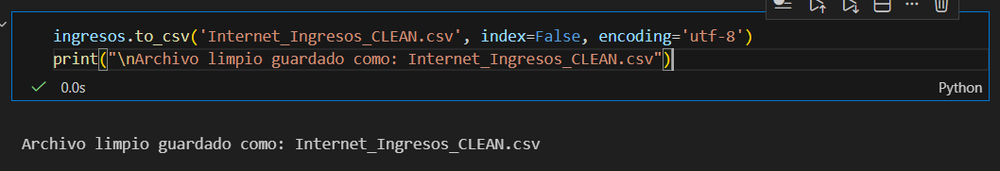 ingresos.to_csv('Internet_Ingresos_CLEAN.csv', index=False, encoding='utf-8')
print("\nArchivo limpio guardado como: Internet_Ingresos_CLEAN.csv")
0.0s
Python
Archivo limpio guardado como: Internet_Ingresos_CLEAN.csv